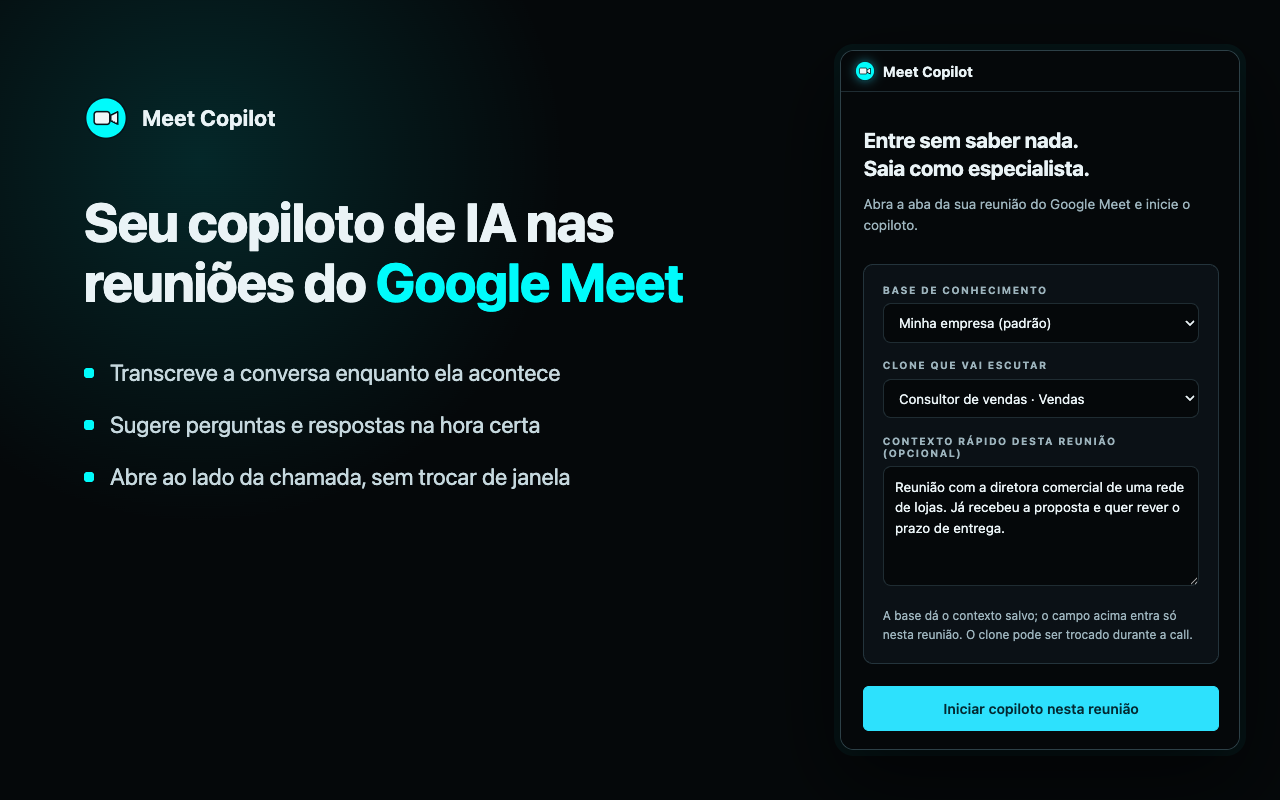 Meet Copilot
Seu copiloto de IA nas
reuniões do Google Meet
Transcreve a conversa enquanto ela acontece
Sugere perguntas e respostas na hora certa
Abre ao lado da chamada, sem trocar de janela
Meet Copilot
Entre sem saber nada.
Saia como especialista.
Abra a aba da sua reunião do Google Meet e inicie o
copiloto.
BASE DE CONHECIMENTO
Minha empresa (padrão)
CLONE QUE VAI ESCUTAR
Consultor de vendas · Vendas
CONTEXTO RÁPIDO DESTA REUNIÃO
(OPCIONAL)
Reunião com a diretora comercial de uma rede
de lojas. Já recebeu a proposta e quer rever o
prazo de entrega.
A base dá o contexto salvo; o campo acima entra só
nesta reunião. O clone pode ser trocado durante a call.
Iniciar copiloto nesta reunião